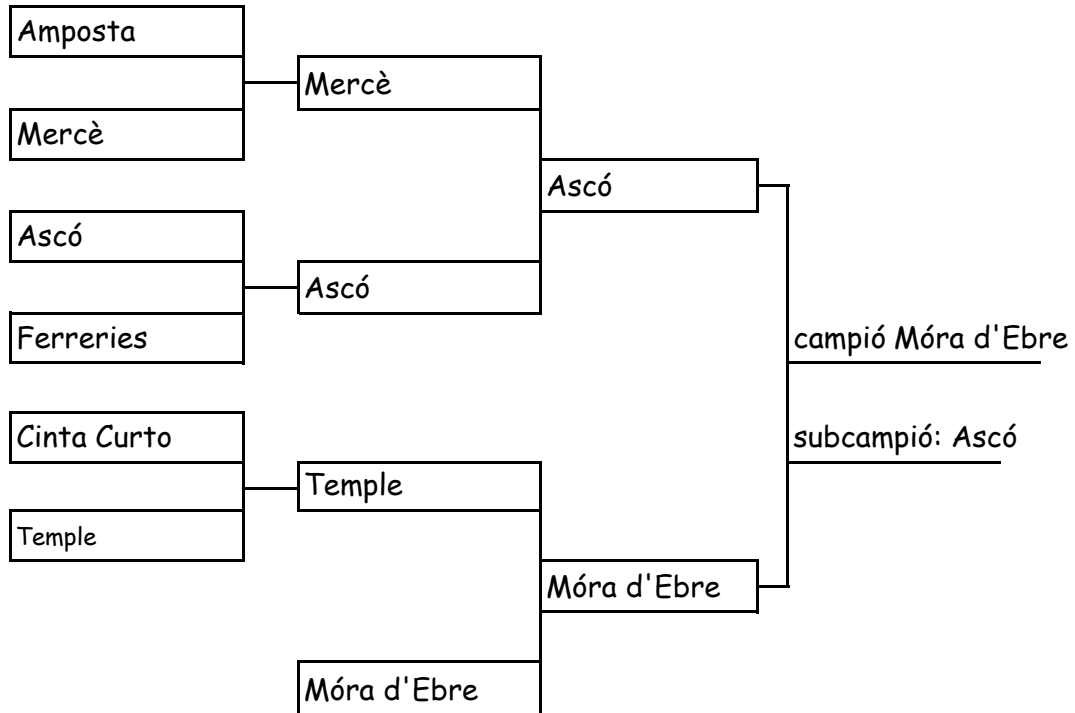 Amposta
Mercè
Mercè
Ascó
Ascó
Ascó
Ferreries
campió Móra d'Ebre
Cinta Curto
subcampió: Ascó
Temple
Temple
Móra d'Ebre
Móra d'Ebre